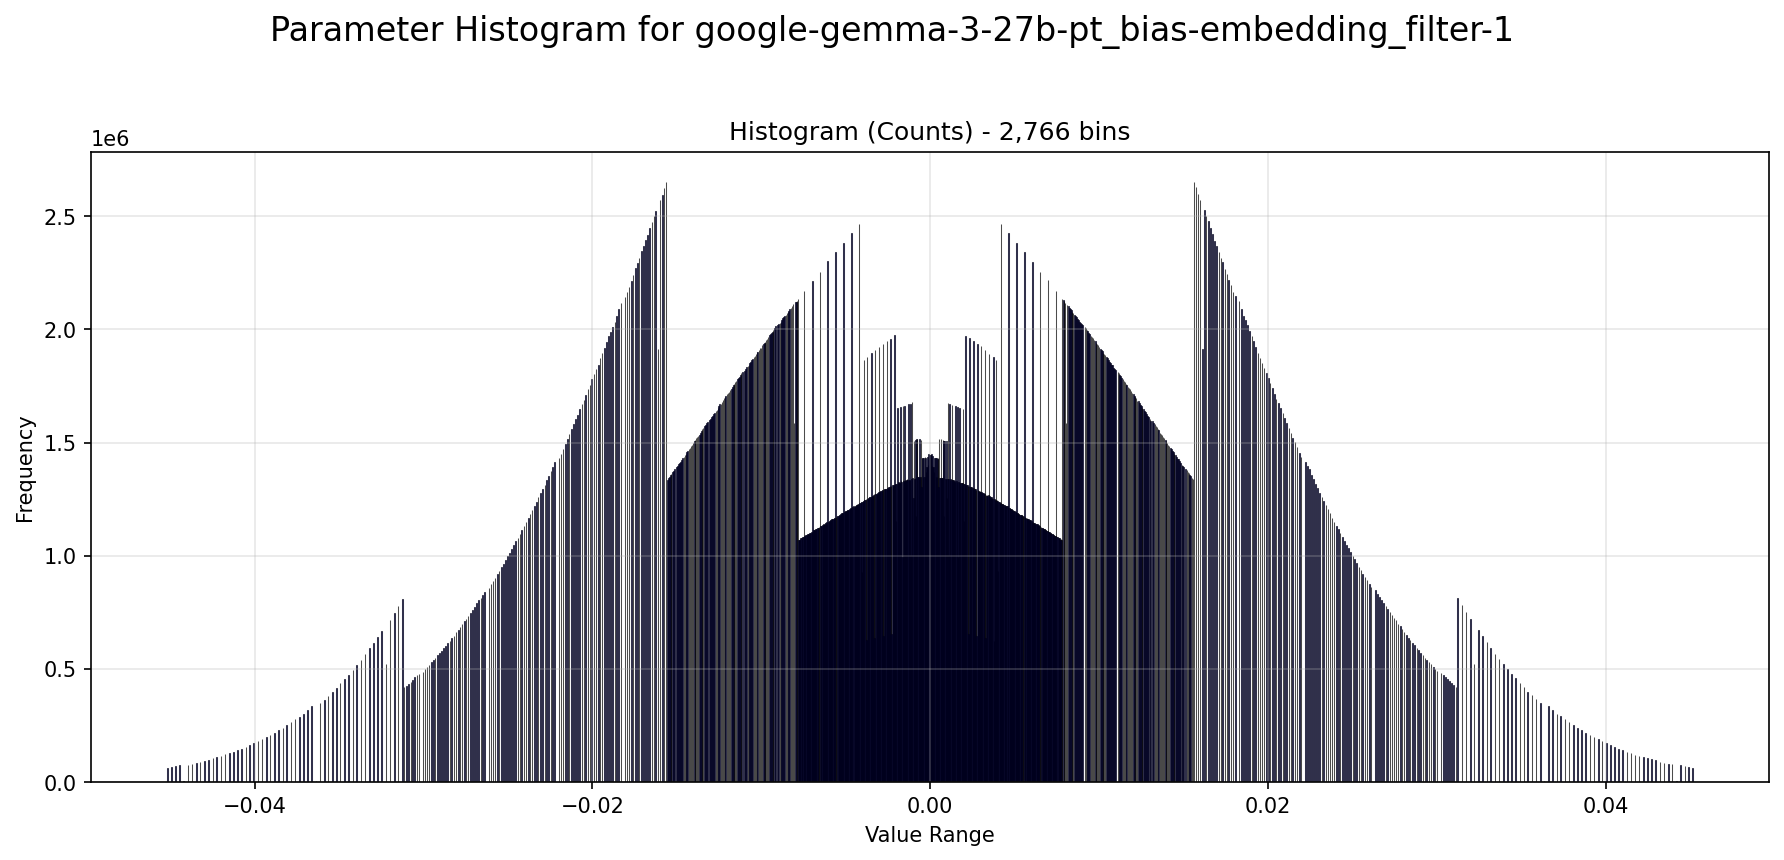 Parameter Histogram for google-gemma-3-27b-pt_bias-embedding_filter-1
Histogram (Counts) - 2,766 bins
1e6
2.5
2.0
1.5
1.0
0.5
0.0
Frequency
−0.04
−0.02
0.00
0.02
0.04
Value Range